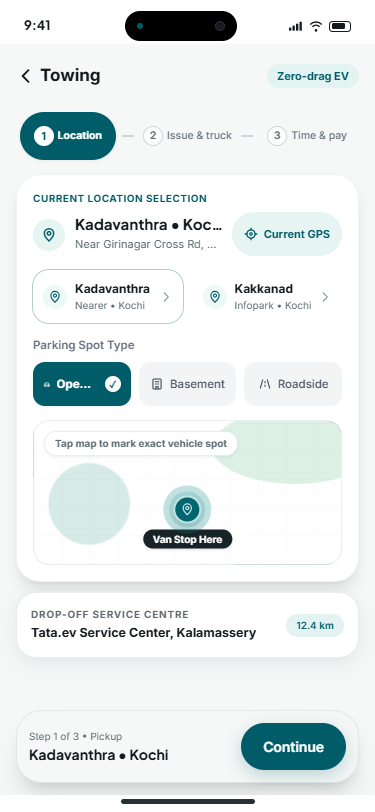 9:41
Towing
Zero-drag EV
1 Location
2 Issue & truck
3 Time & pay
CURRENT LOCATION SELECTION
Kadavanthra • Koc...
Near Girinagar Cross Rd, ...
Current GPS
Kadavanthra
Nearer • Kochi
Kakkanad
Infopark • Kochi
Parking Spot Type
Ope...
Basement
Roadside
Tap map to mark exact vehicle spot
Van Stop Here
DROP-OFF SERVICE CENTRE
Tata.ev Service Center, Kalamassery
12.4 km
Step 1 of 3 • Pickup
Kadavanthra • Kochi
Continue